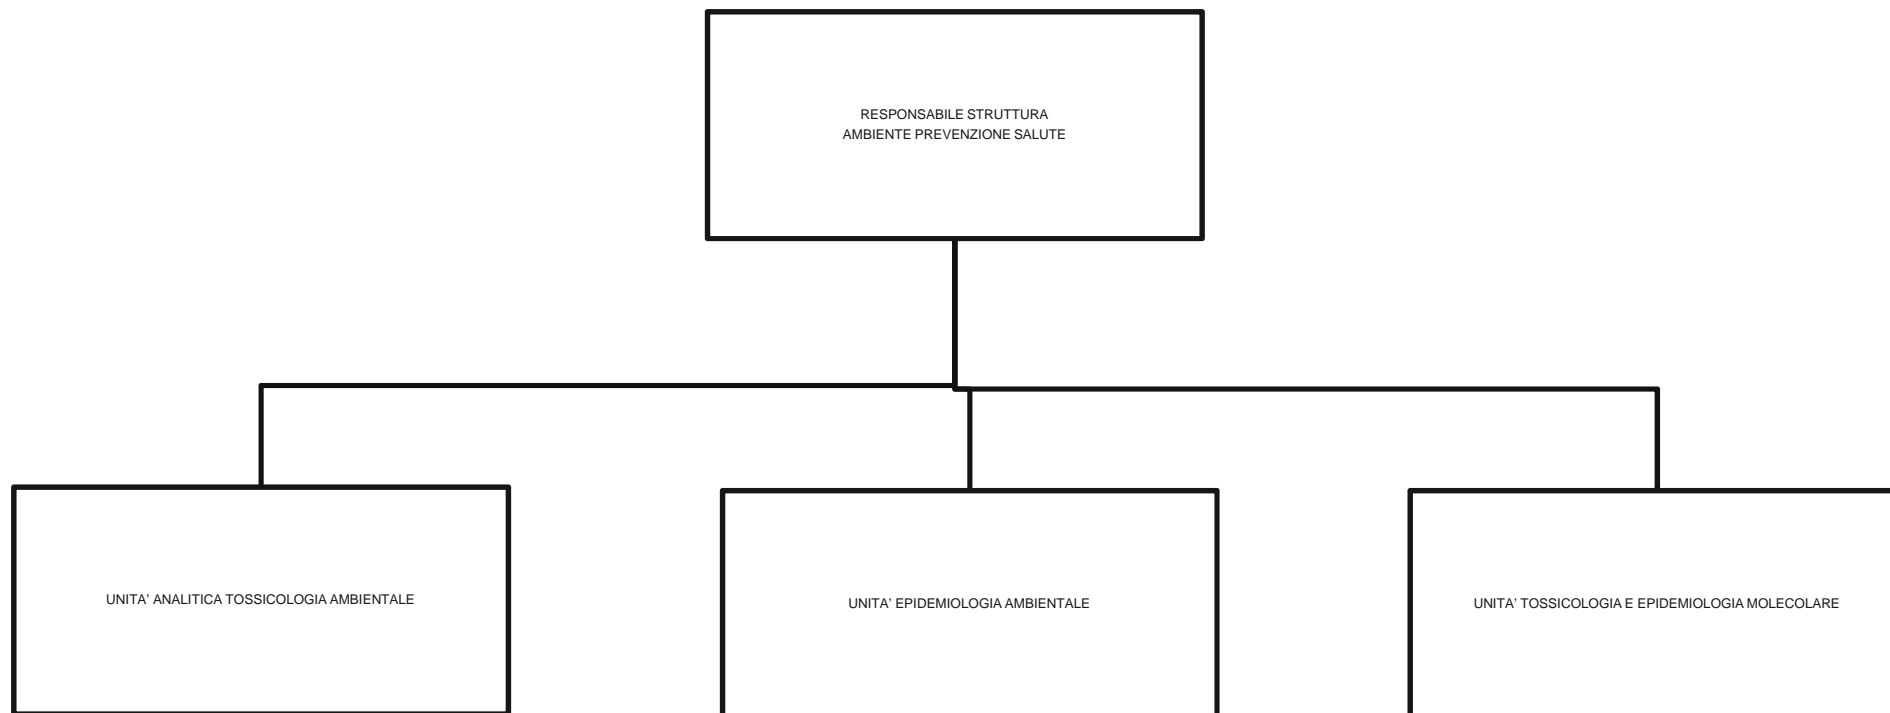 RESPONSABILE STRUTTURA
AMBIENTE PREVENZIONE SALUTE
UNITA’ ANALITICA TOSSICOLOGIA AMBIENTALE
UNITA’ EPIDEMIOLOGIA AMBIENTALE
UNITA’ TOSSICOLOGIA E EPIDEMIOLOGIA MOLECOLARE